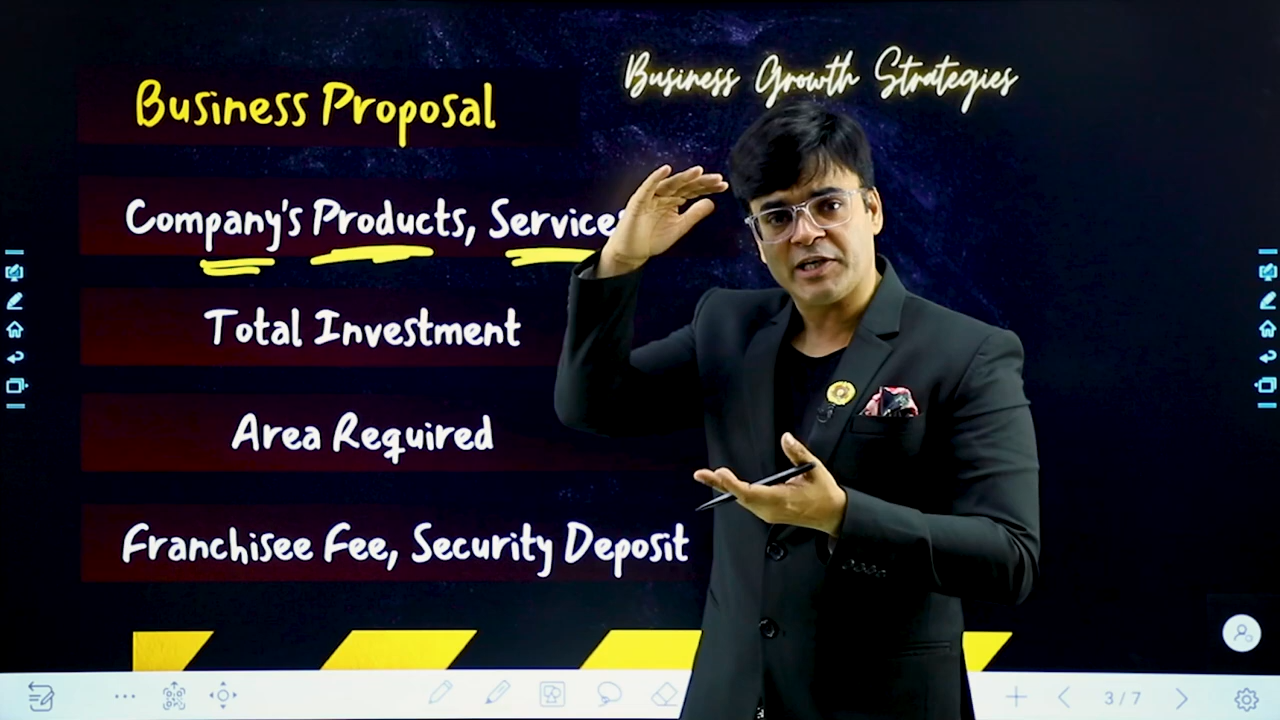 Business Growth Strategies
Business Proposal
Company's Products, Services
Total Investment
Area Required
Franchisee Fee, Security Deposit
3/7